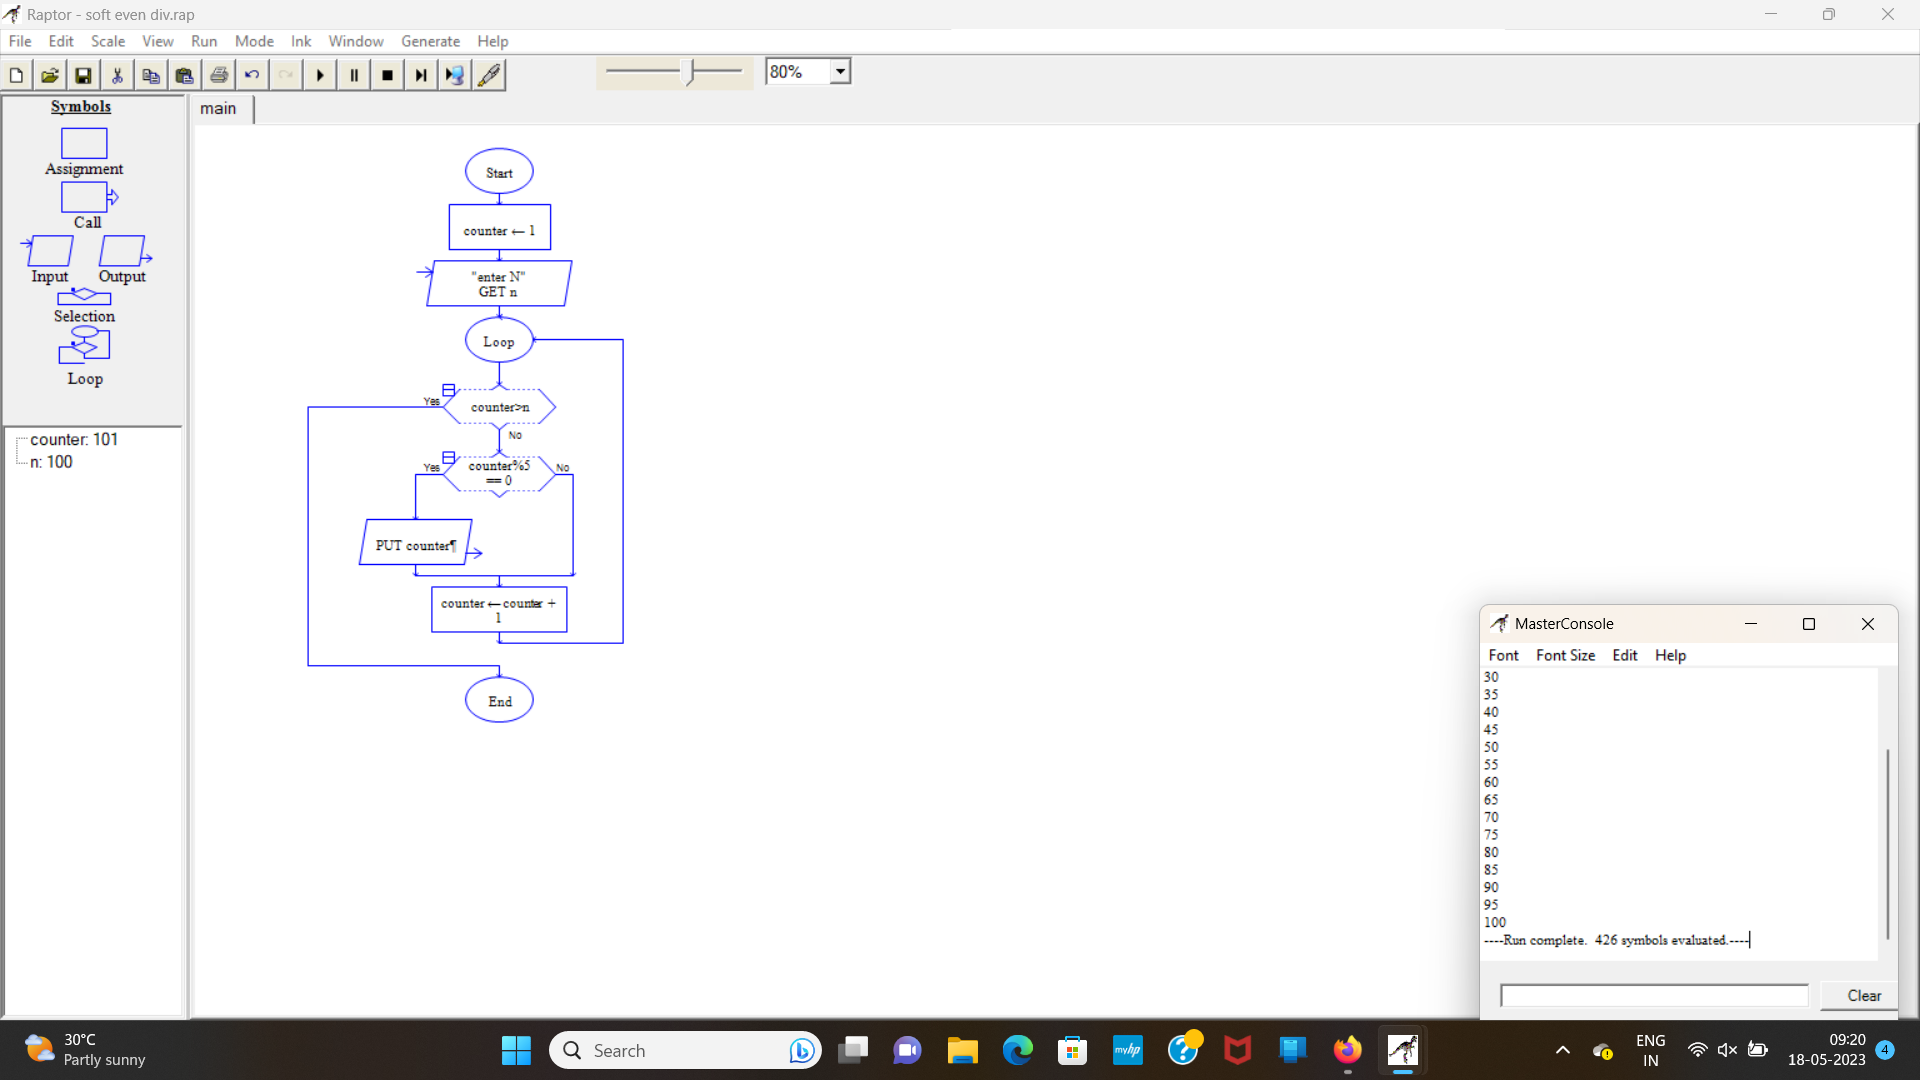 Raptor - soft even div.rap
File Edit Scale View Run Mode Ink Window Generate Help
80%
Symbols
Assignment
Call
Input Output
Selection
Loop
counter: 101
n: 100
main
Start
counter ← 1
"enter N"
GET n
Loop
Yes
counter>n
No
Yes
counter%5
== 0
No
PUT counter¶
counter ← counter +
1
End
MasterConsole
Font Font Size Edit Help
30
35
40
45
50
55
60
65
70
75
80
85
90
95
100
----Run complete.  426 symbols evaluated.----
Clear
30°C
Partly sunny
Search
myhp
ENG
IN
09:20
18-05-2023
4